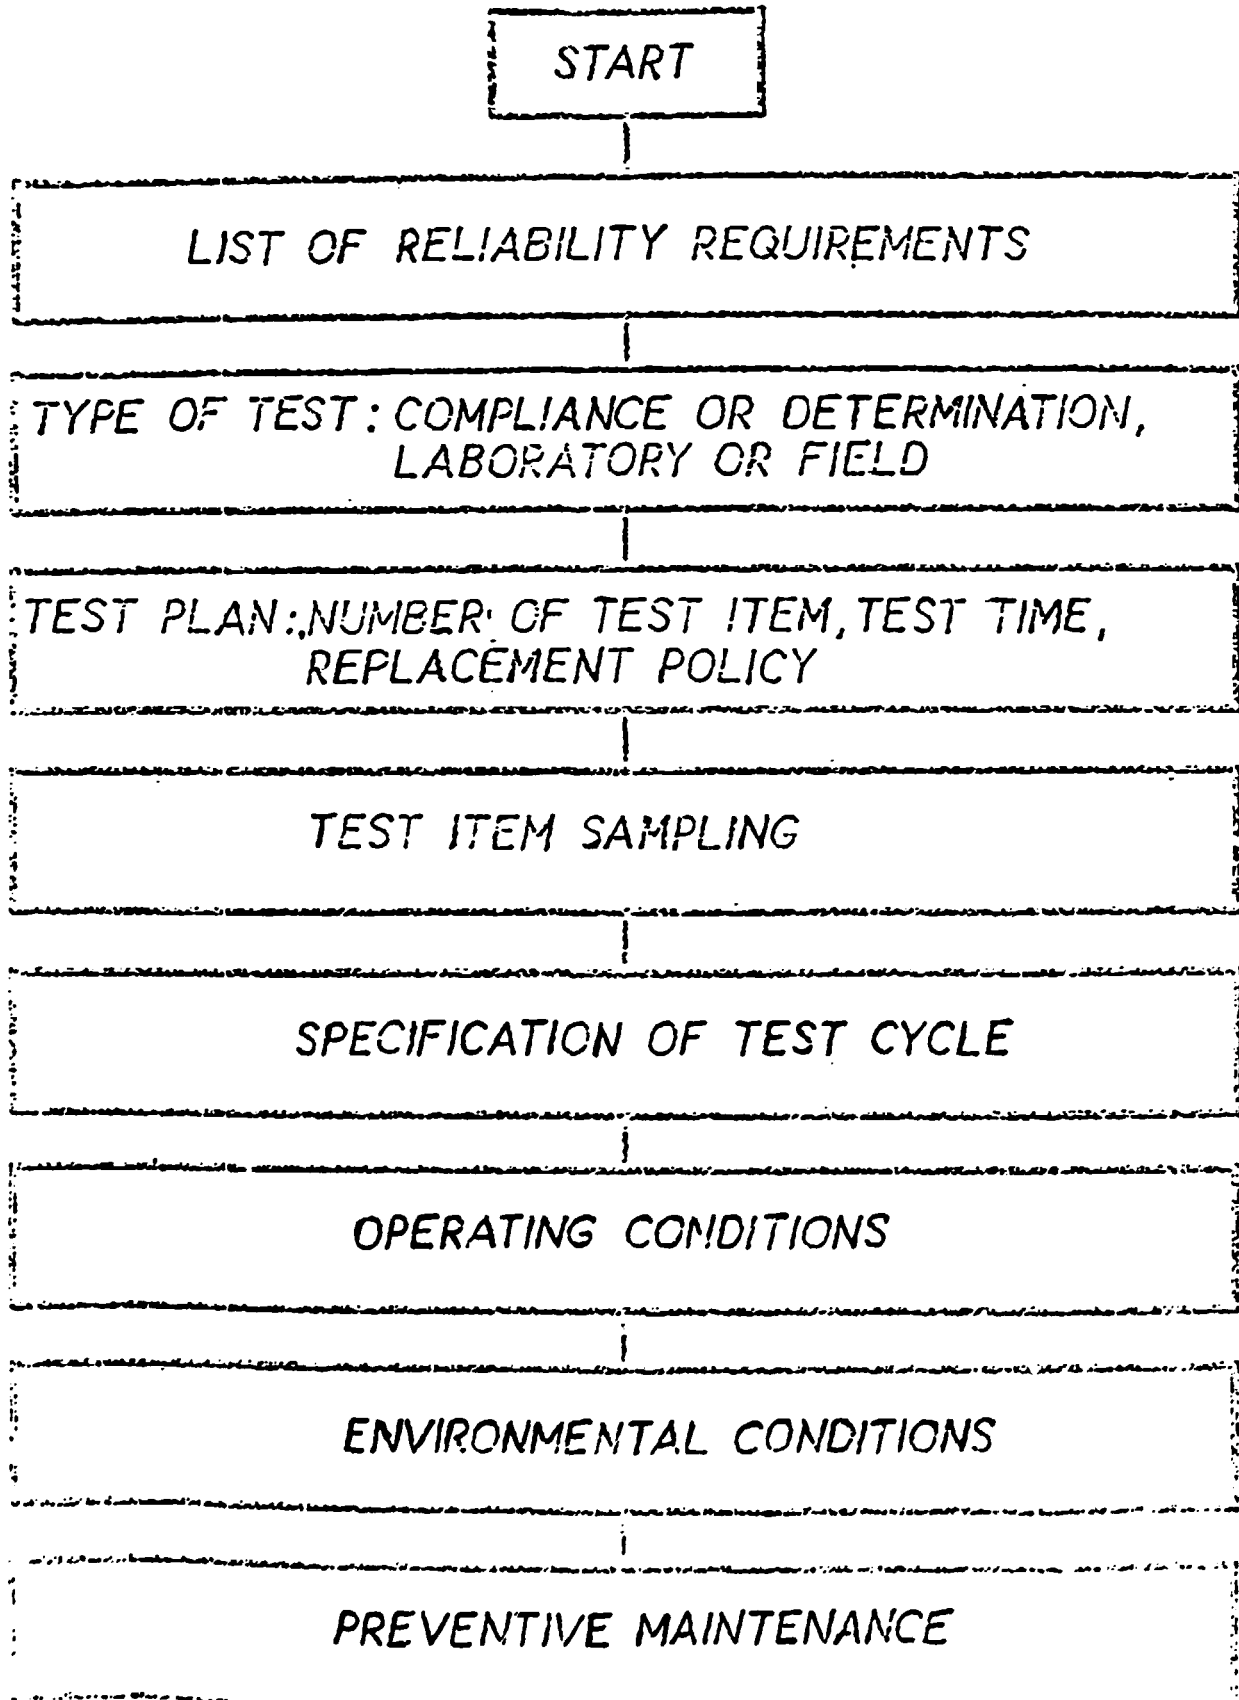 START
LIST OF RELIABILITY REQUIREMENTS
TYPE OF TEST: COMPLIANCE OR DETERMINATION,
LABORATORY OR FIELD
TEST PLAN: NUMBER OF TEST ITEM, TEST TIME,
REPLACEMENT POLICY
TEST ITEM SAMPLING
SPECIFICATION OF TEST CYCLE
OPERATING CONDITIONS
ENVIRONMENTAL CONDITIONS
PREVENTIVE MAINTENANCE